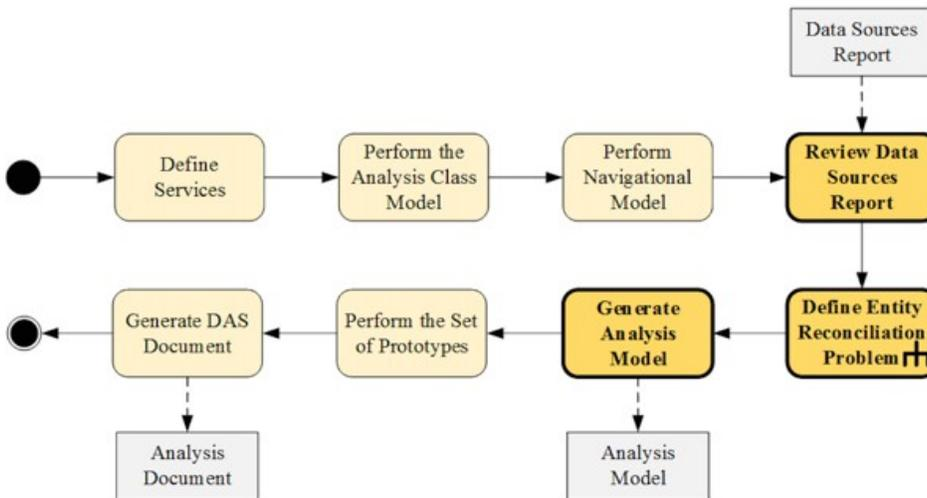 Data Sources
Report
Define
Services
Perform the
Analysis Class
Model
Perform
Navigational
Model
Review Data
Sources
Report
Define Entity
Reconciliation
Problem
Generate
Analysis
Model
Perform the Set
of Prototypes
Generate DAS
Document
Analysis
Document
Analysis
Model